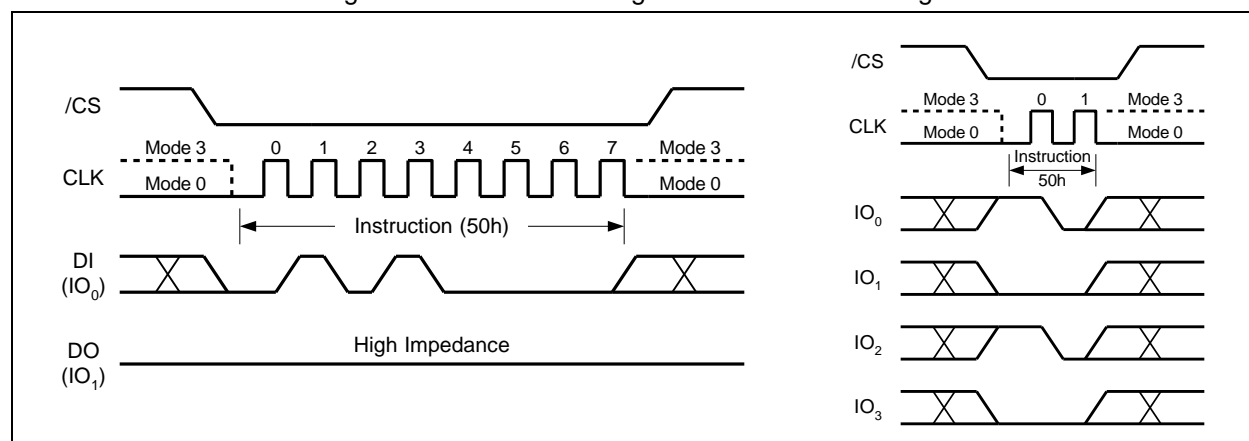 /CS
Mode 3 0 1 2 3 4 5 6 7 Mode 3
CLK
Mode 0 Mode 0
Instruction (50h)
DI
(IO0)
High Impedance
DO
(IO1)
/CS
Mode 3 0 1 Mode 3
CLK
Mode 0 Mode 0
Instruction
50h
IO0
IO1
IO2
IO3